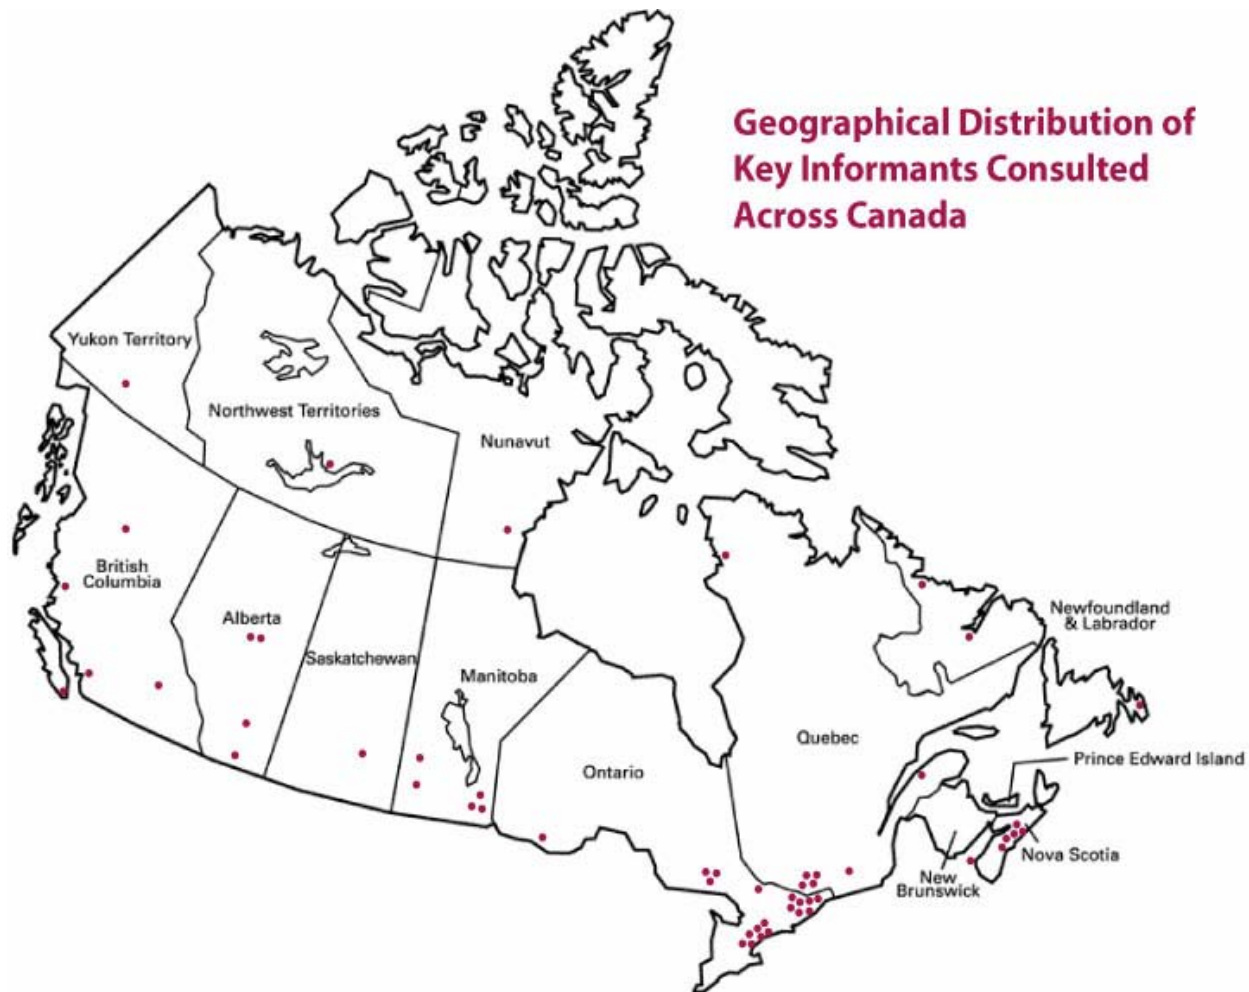 Geographical Distribution of
Key Informants Consulted
Across Canada
Yukon Territory
Northwest Territories
Nunavut
British
Columbia
Alberta
Saskatchewan
Manitoba
Ontario
Quebec
Newfoundland
& Labrador
Prince Edward Island
Nova Scotia
New
Brunswick